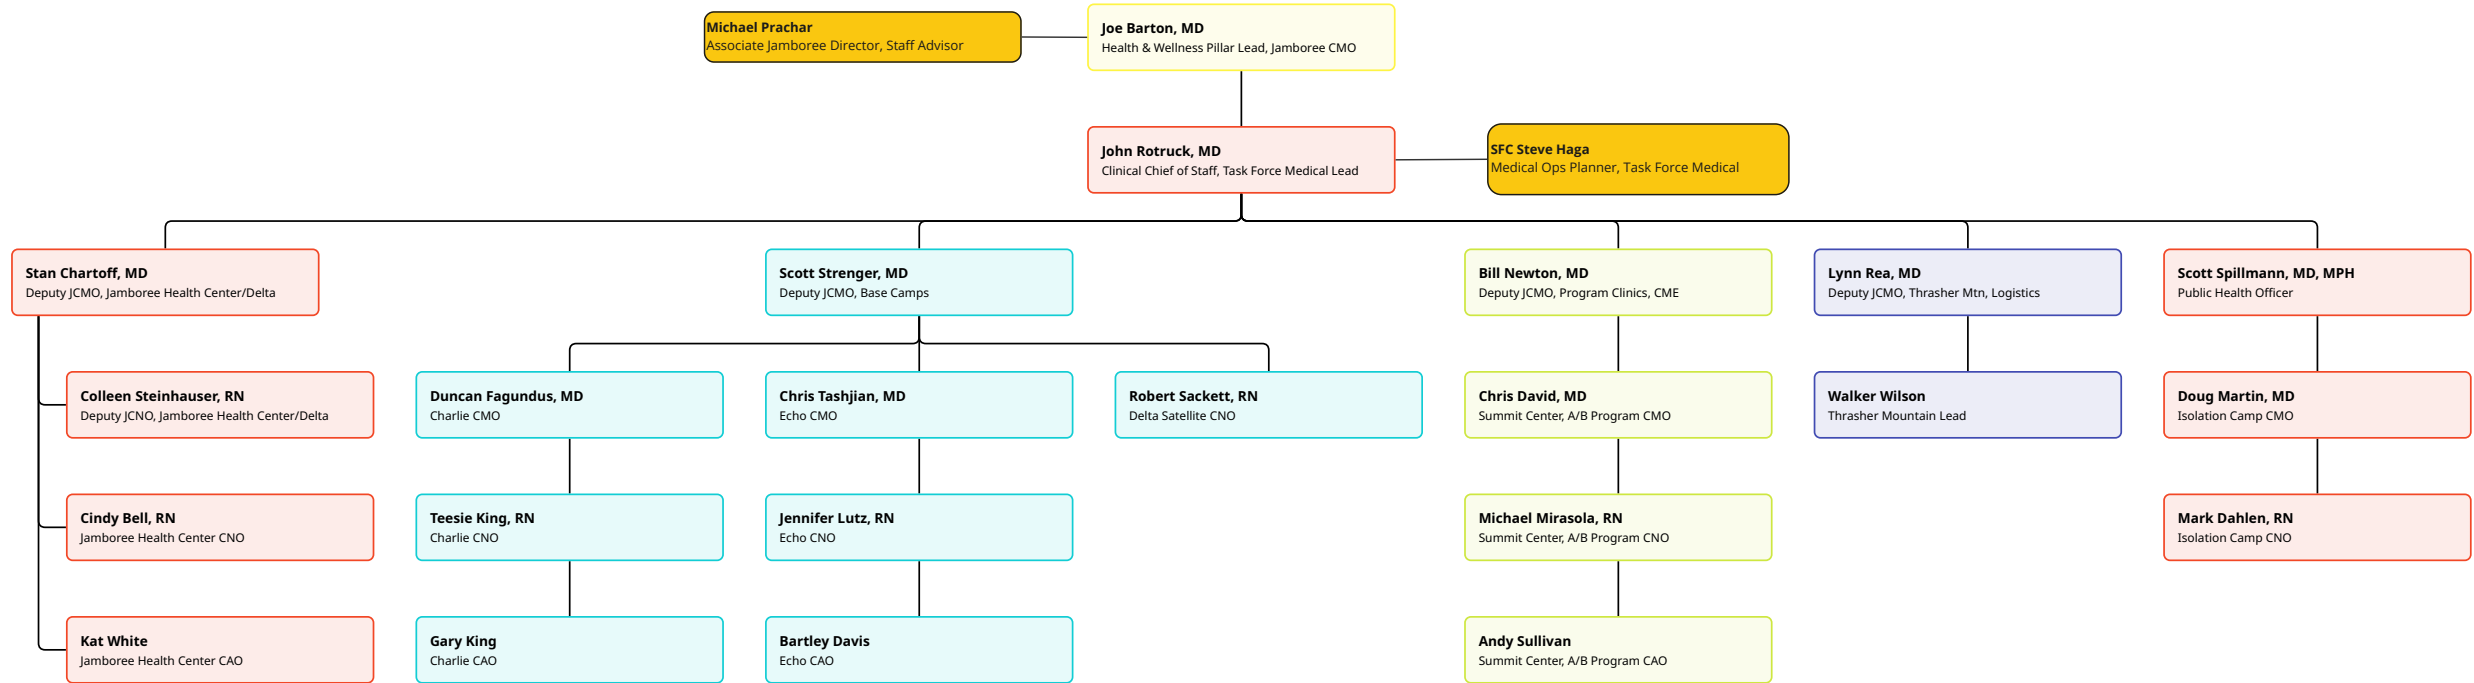 Michael Prachar
Associate Jamboree Director, Staff Advisor
Joe Barton, MD
Health & Wellness Pillar Lead, Jamboree CMO
John Rotruck, MD
Clinical Chief of Staff, Task Force Medical Lead
SFC Steve Haga
Medical Ops Planner, Task Force Medical
Stan Chartoff, MD
Deputy JCMO, Jamboree Health Center/Delta
Scott Strenger, MD
Deputy JCMO, Base Camps
Bill Newton, MD
Deputy JCMO, Program Clinics, CME
Lynn Rea, MD
Deputy JCMO, Thrasher Mtn, Logistics
Scott Spillmann, MD, MPH
Public Health Officer
Colleen Steinhauser, RN
Deputy JCNO, Jamboree Health Center/Delta
Duncan Fagundus, MD
Charlie CMO
Chris Tashjian, MD
Echo CMO
Robert Sackett, RN
Delta Satellite CNO
Chris David, MD
Summit Center, A/B Program CMO
Walker Wilson
Thrasher Mountain Lead
Doug Martin, MD
Isolation Camp CMO
Cindy Bell, RN
Jamboree Health Center CNO
Teesie King, RN
Charlie CNO
Jennifer Lutz, RN
Echo CNO
Michael Mirasola, RN
Summit Center, A/B Program CNO
Mark Dahlen, RN
Isolation Camp CNO
Kat White
Jamboree Health Center CAO
Gary King
Charlie CAO
Bartley Davis
Echo CAO
Andy Sullivan
Summit Center, A/B Program CAO